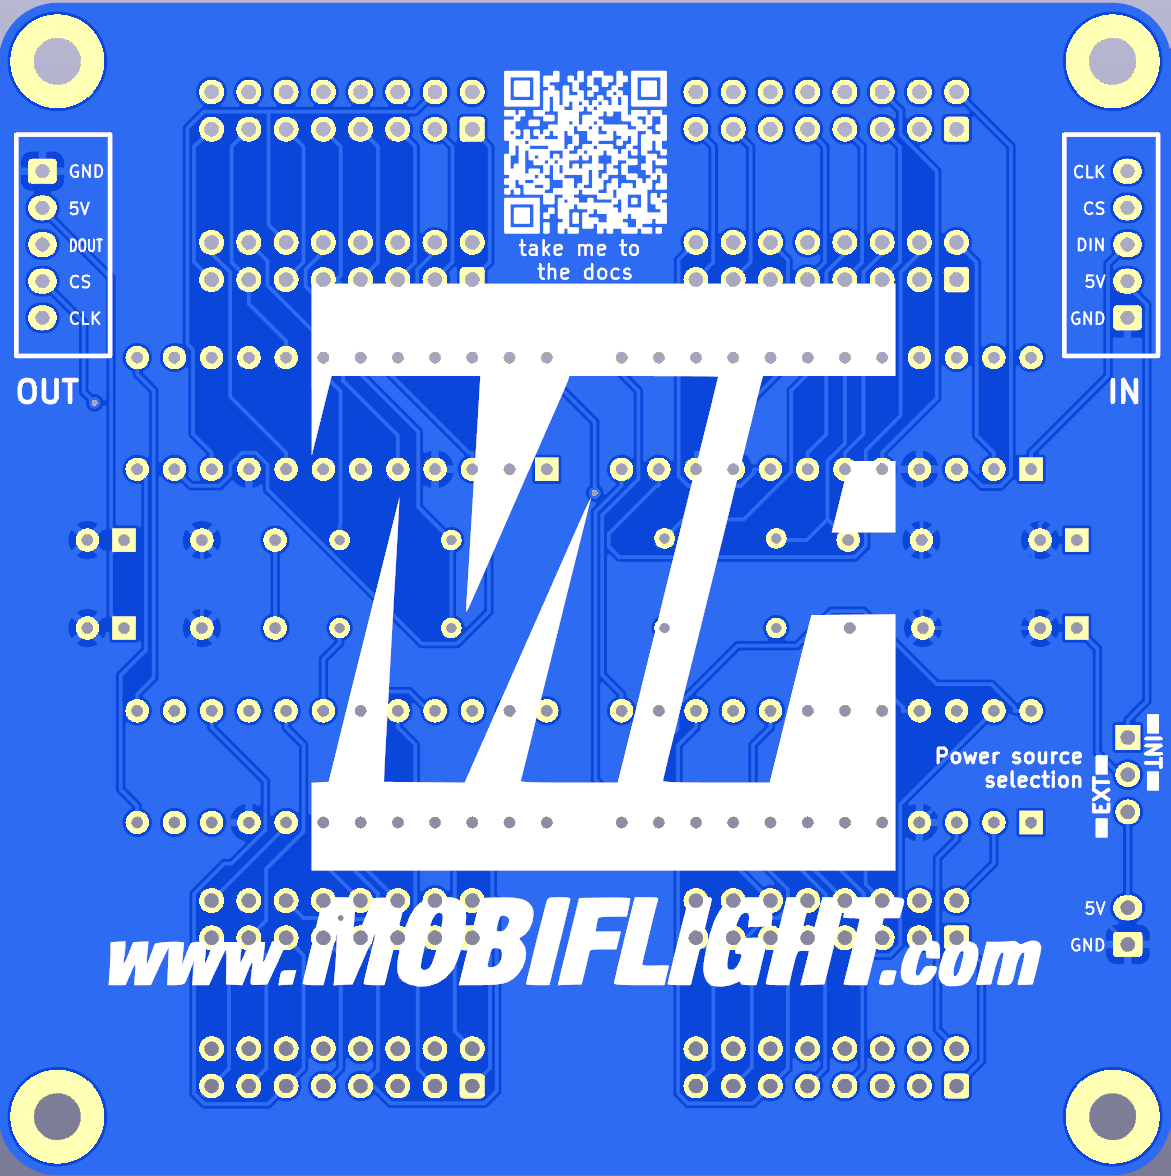 take me to
the docs
GND
5V
DOUT
CS
CLK
OUT
CLK
CS
DIN
5V
GND
IN
Power source
selection
INT
EXT
5V
GND
www.MOBIFLIGHT.com